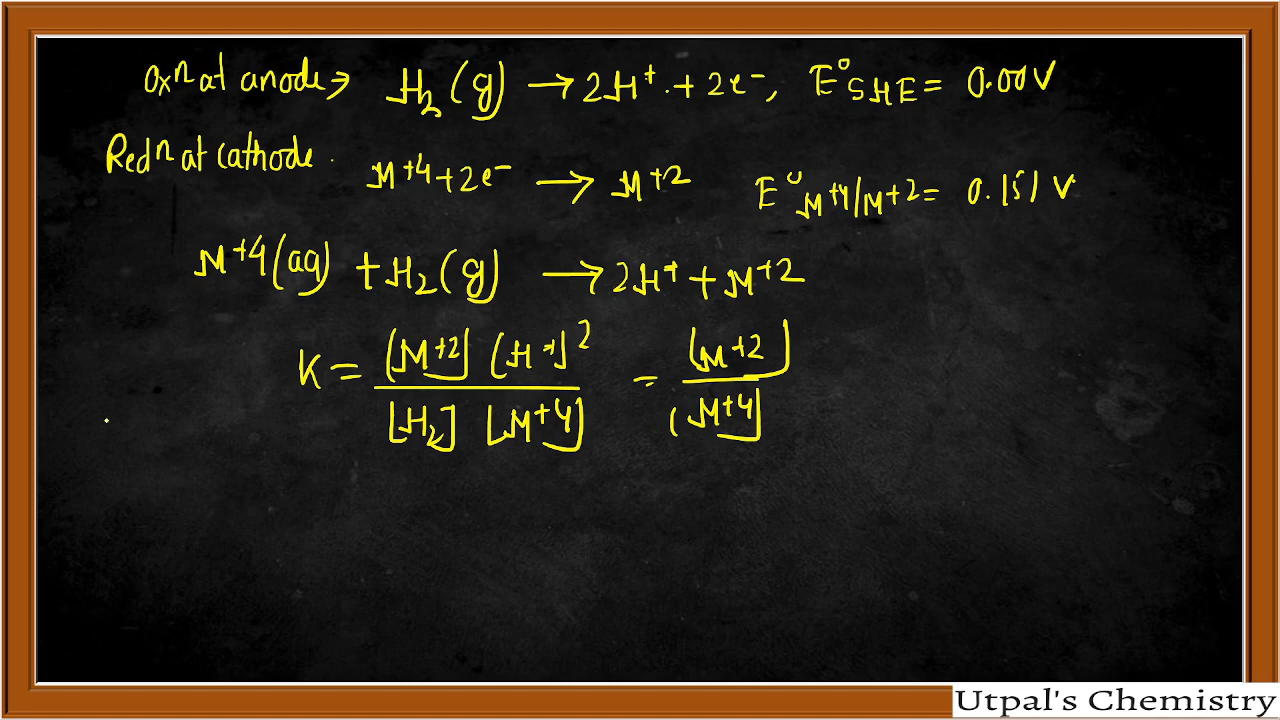 Oxn at anode → H2(g) → 2H+ + 2e-, E°SHE = 0.00V
Redn at cathode. M+4 + 2e- → M+2 E°M+4/M+2 = 0.151 V
M+4(aq) + H2(g) → 2H+ + M+2
K = [M+2] [H+]2 / [H2] [M+4] = [M+2] / [M+4]
Utpal's Chemistry